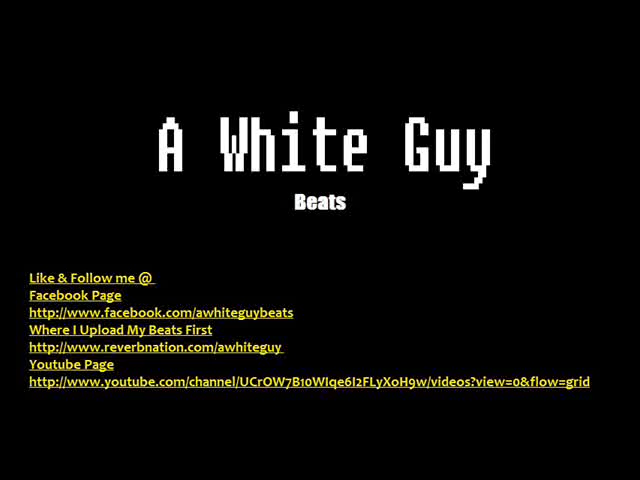 A White Guy
Beats
Like & Follow me @
Facebook Page
http://www.facebook.com/awhiteguybeats
Where I Upload My Beats First
http://www.reverbnation.com/awhiteguy
Youtube Page
http://www.youtube.com/channel/UCrOW7B10WIqe6I2FLyXoH9w/videos?view=0&flow=grid